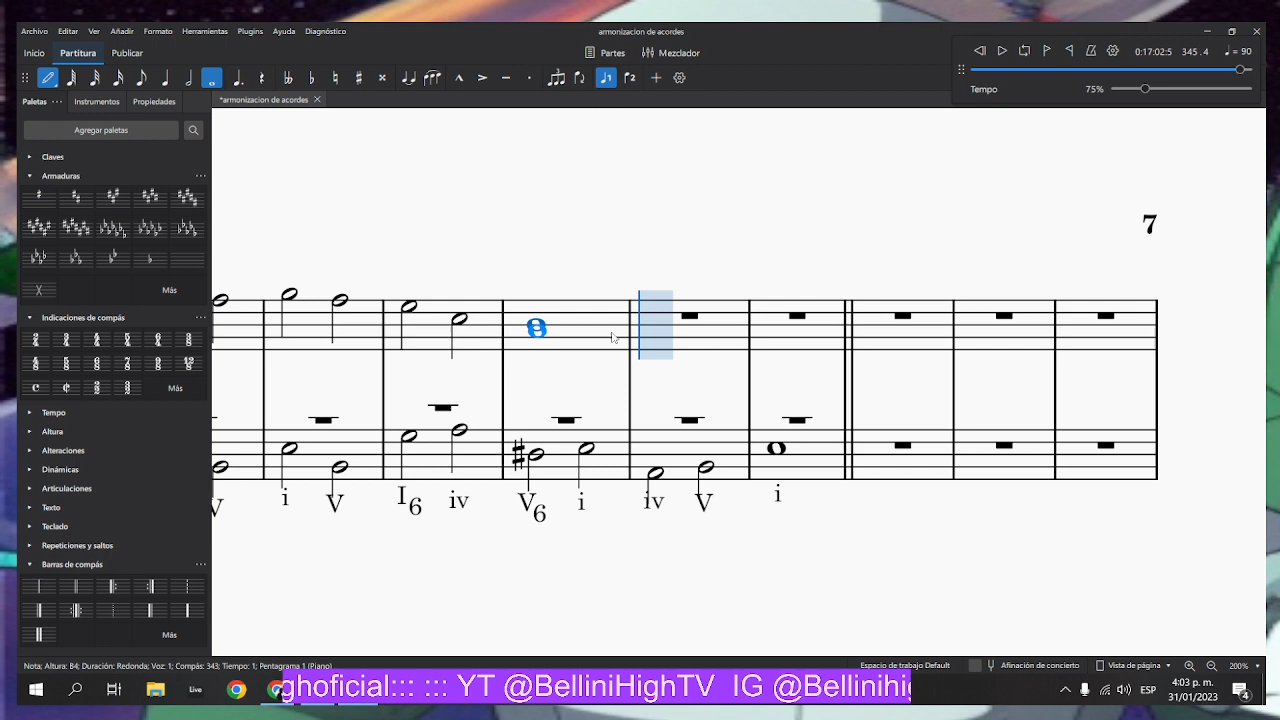 Archivo Editar Ver Añadir Formato Herramientas Plugins Ayuda Diagnóstico
armonizacion de acordes
Inicio Partitura Publicar
Partes Mezclador
0:17:02:5 345 . 4 = 90
Tempo 75%
Paletas Instrumentos Propiedades
*armonizacion de acordes
Agregar paletas
Claves
Armaduras
Más
Indicaciones de compás
Más
Tempo
Altura
Alteraciones
Dinámicas
Articulaciones
Texto
Teclado
Repeticiones y saltos
Barras de compás
Más
7
V i V I6 iv V6 i iv V i
Nota; Altura: B4; Duración: Redonda; Voz: 1; Compás: 343; Tiempo: 1; Pentagrama 1 (Piano)
Espacio de trabajo Default
Afinación de concierto
Vista de página
200%
Live
ghoficial::: ::: YT @BelliniHighTV IG @Bellinihig
ESP
4:03 p. m.
31/01/2023
4